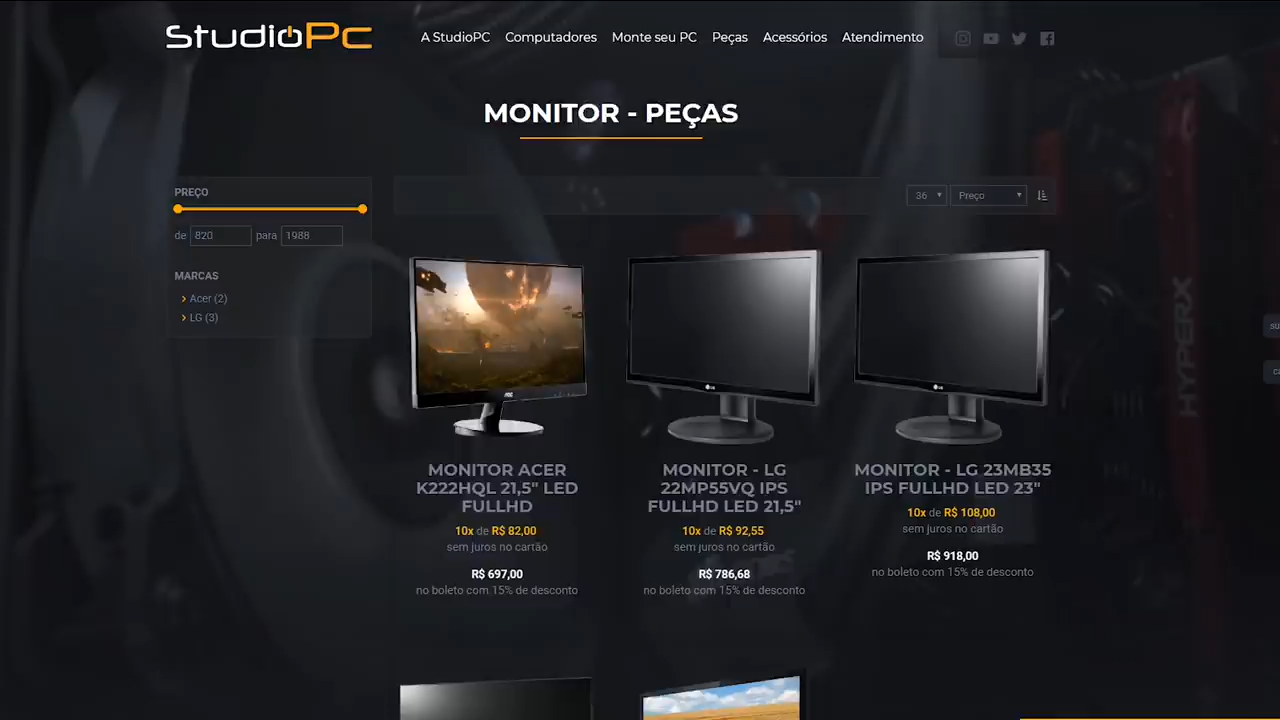 StudioPc
A StudioPC Computadores Monte seu PC Peças Acessórios Atendimento
MONITOR - PEÇAS
PREÇO
de 820 para 1988
MARCAS
Acer (2)
LG (3)
36 Preço
HYPERX
MONITOR ACER
K222HQL 21,5" LED
FULLHD
10x de R$ 82,00
sem juros no cartão
R$ 697,00
no boleto com 15% de desconto
MONITOR - LG
22MP55VQ IPS
FULLHD LED 21,5"
10x de R$ 92,55
sem juros no cartão
R$ 786,68
no boleto com 15% de desconto
MONITOR - LG 23MB35
IPS FULLHD LED 23"
10x de R$ 108,00
sem juros no cartão
R$ 918,00
no boleto com 15% de desconto